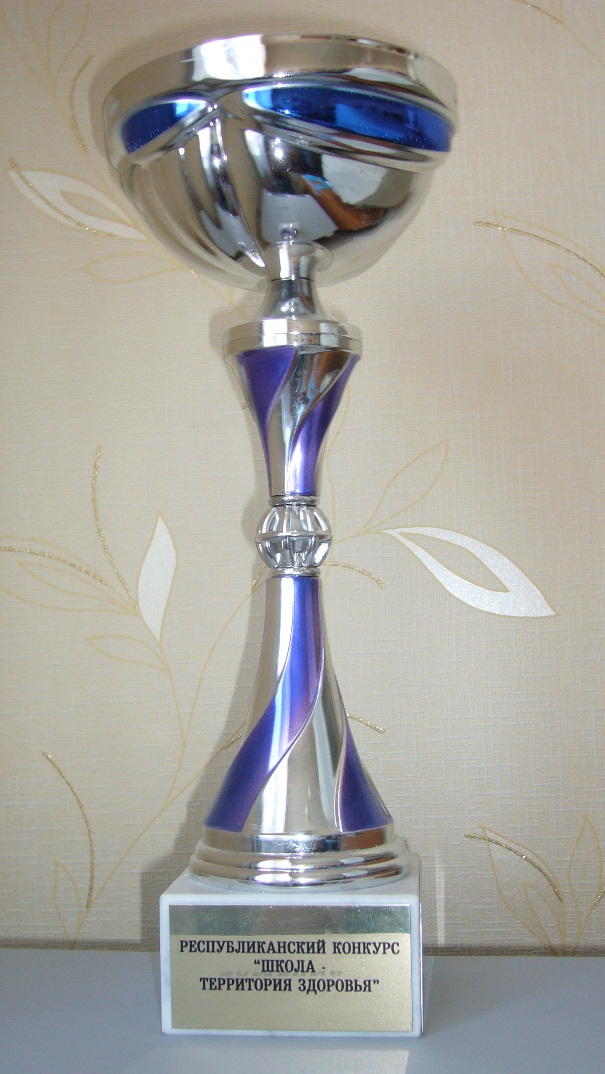 РЕСПУБЛИКАНСКИЙ КОНКУРС
“ШКОЛА -
ТЕРРИТОРИЯ ЗДОРОВЬЯ”